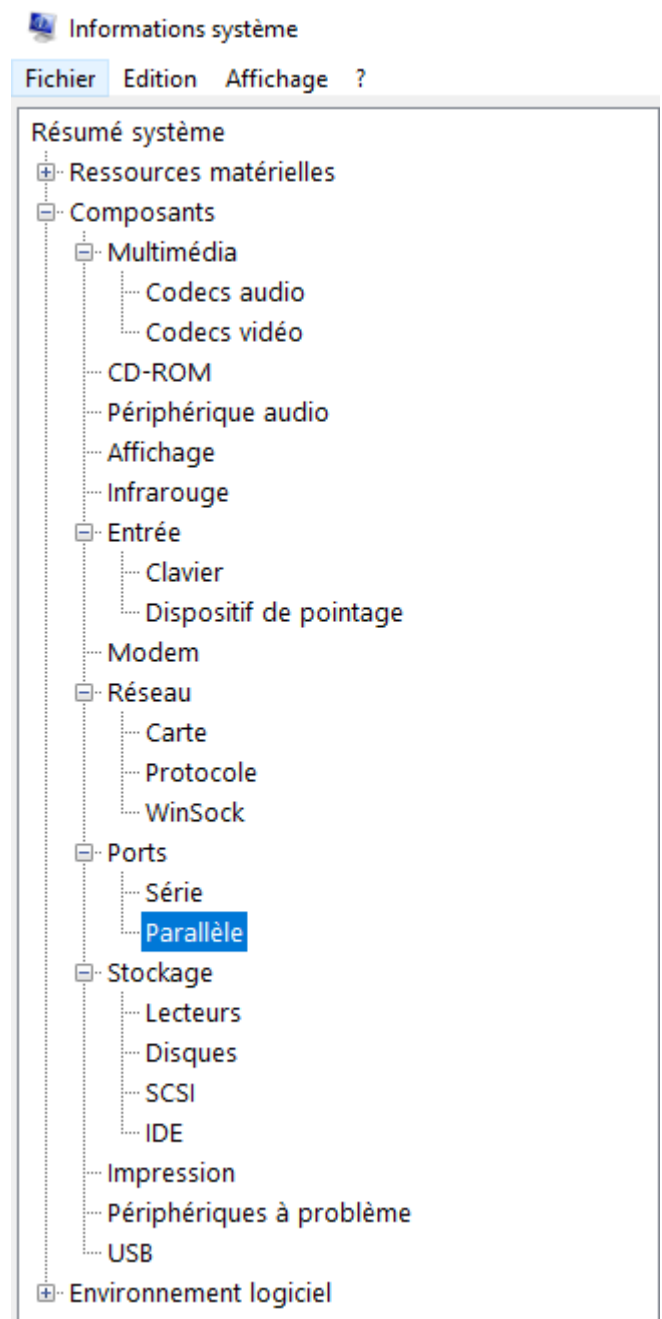 Informations système
Fichier Edition Affichage ?
Résumé système
Ressources matérielles
Composants
Multimédia
Codecs audio
Codecs vidéo
CD-ROM
Périphérique audio
Affichage
Infrarouge
Entrée
Clavier
Dispositif de pointage
Modem
Réseau
Carte
Protocole
WinSock
Ports
Série
Parallèle
Stockage
Lecteurs
Disques
SCSI
IDE
Impression
Périphériques à problème
USB
Environnement logiciel